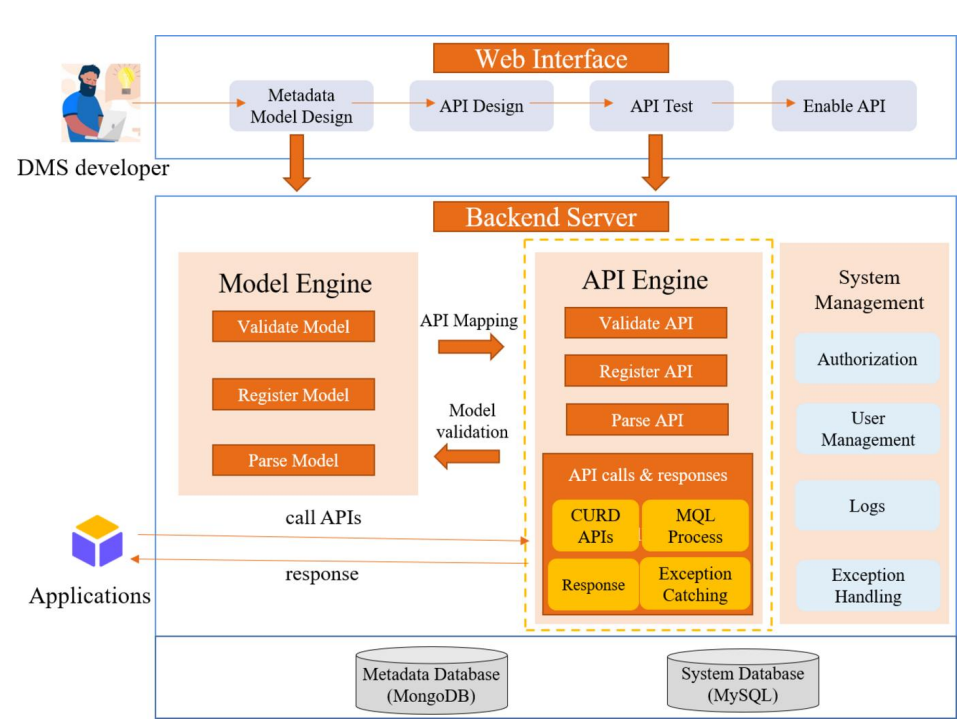 Web Interface
Metadata
Model Design
API Design
API Test
Enable API
DMS developer
Backend Server
Model Engine
Validate Model
Register Model
Parse Model
API Mapping
Model
validation
API Engine
Validate API
Register API
Parse API
API calls & responses
CURD
APIs
MQL
Process
Response
Exception
Catching
System
Management
Authorization
User
Management
Logs
Exception
Handling
call APIs
response
Applications
Metadata Database
(MongoDB)
System Database
(MySQL)